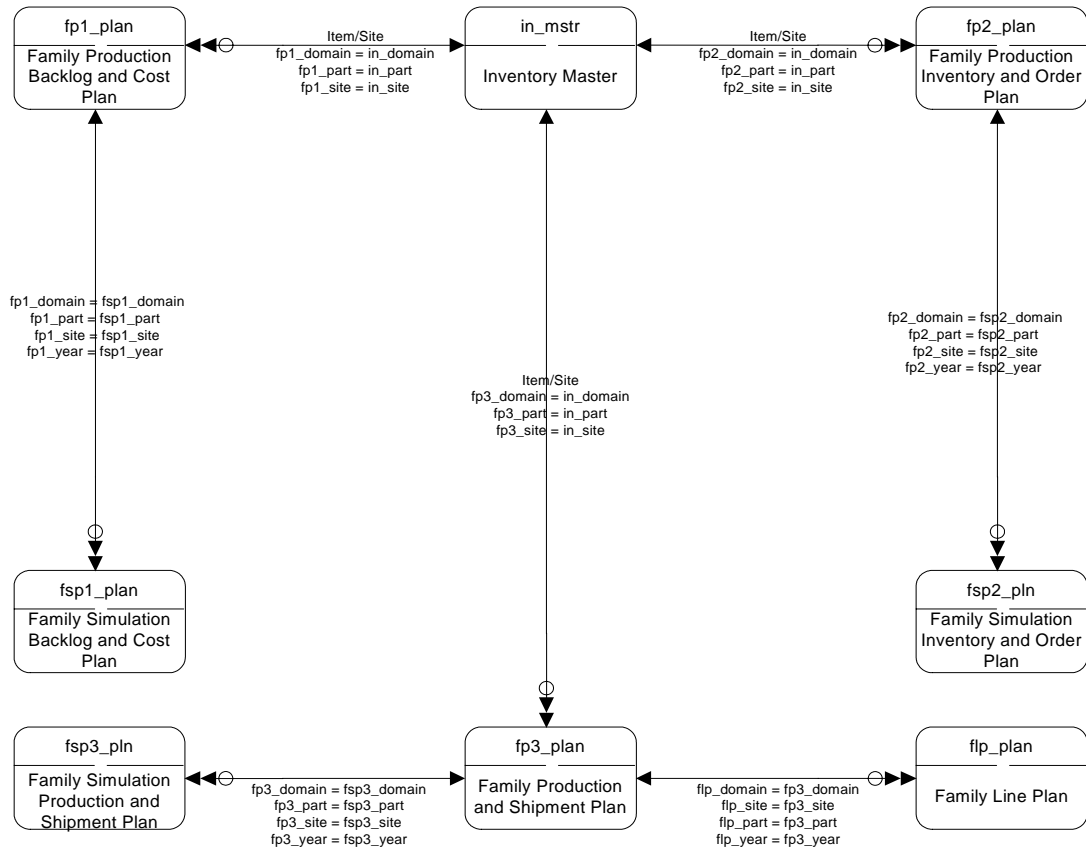 fp1_plan
Family Production
Backlog and Cost
Plan
Item/Site
fp1_domain = in_domain
fp1_part = in_part
fp1_site = in_site
in_mstr
Inventory Master
Item/Site
fp2_domain = in_domain
fp2_part = in_part
fp2_site = in_site
fp2_plan
Family Production
Inventory and Order
Plan
fp1_domain = fsp1_domain
fp1_part = fsp1_part
fp1_site = fsp1_site
fp1_year = fsp1_year
Item/Site
fp3_domain = in_domain
fp3_part = in_part
fp3_site = in_site
fp2_domain = fsp2_domain
fp2_part = fsp2_part
fp2_site = fsp2_site
fp2_year = fsp2_year
fsp1_plan
Family Simulation
Backlog and Cost
Plan
fsp2_pln
Family Simulation
Inventory and Order
Plan
fsp3_pln
Family Simulation
Production and
Shipment Plan
fp3_domain = fsp3_domain
fp3_part = fsp3_part
fp3_site = fsp3_site
fp3_year = fsp3_year
fp3_plan
Family Production
and Shipment Plan
flp_domain = fp3_domain
flp_site = fp3_site
flp_part = fp3_part
flp_year = fp3_year
flp_plan
Family Line Plan